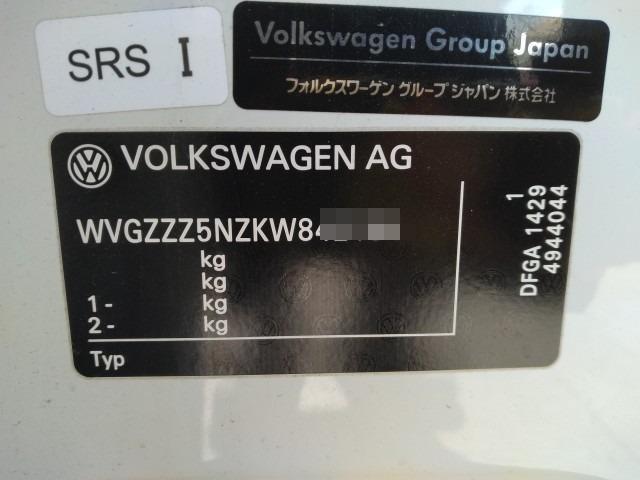 SRS I
Volkswagen Group Japan
フォルクスワーゲン グループ ジャパン 株式会社
VOLKSWAGEN AG
WVGZZZ5NZKW84
kg
kg
1 - kg
2 - kg
Typ
1
DFGA 1429
4944044